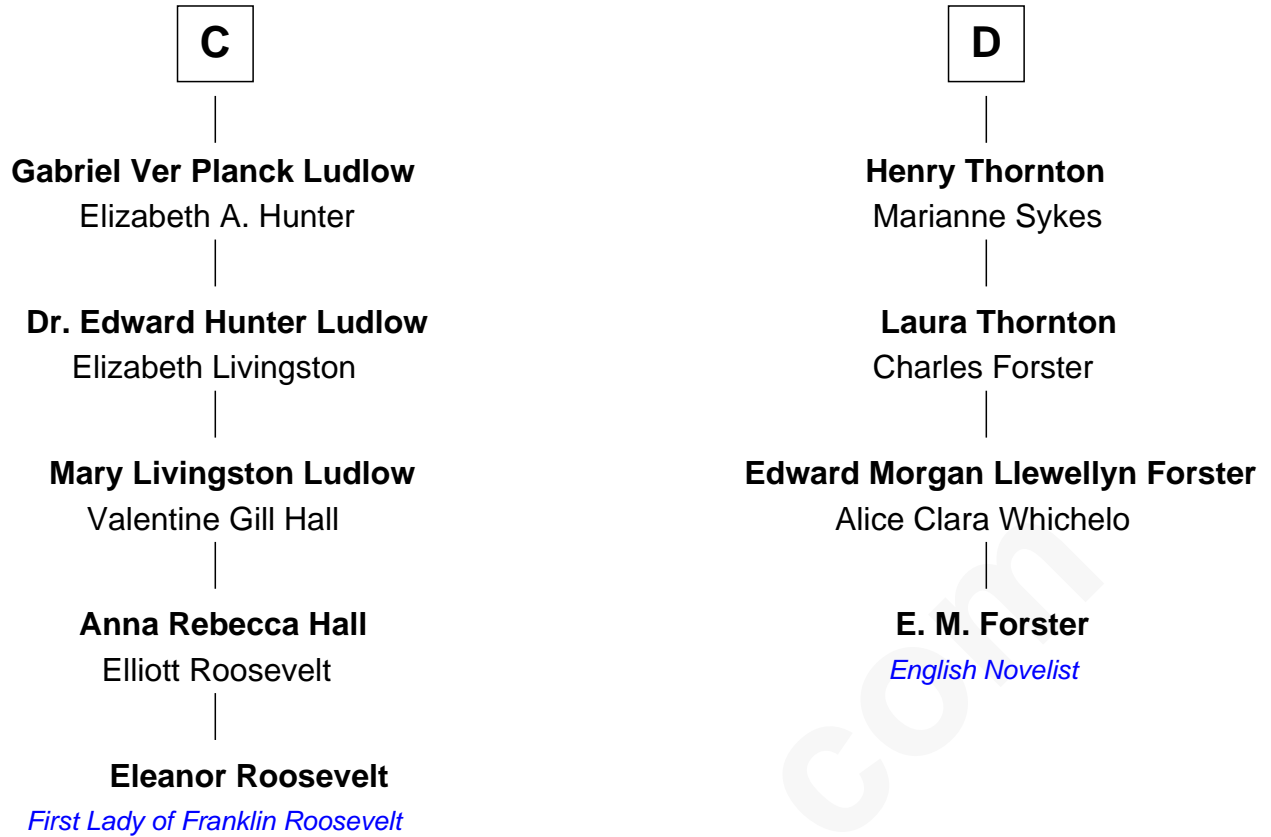 C
Gabriel Ver Planck Ludlow
Elizabeth A. Hunter
Dr. Edward Hunter Ludlow
Elizabeth Livingston
Mary Livingston Ludlow
Valentine Gill Hall
Anna Rebecca Hall
Elliott Roosevelt
Eleanor Roosevelt
First Lady of Franklin Roosevelt
D
Henry Thornton
Marianne Sykes
Laura Thornton
Charles Forster
Edward Morgan Llewellyn Forster
Alice Clara Whichelo
E. M. Forster
English Novelist
com